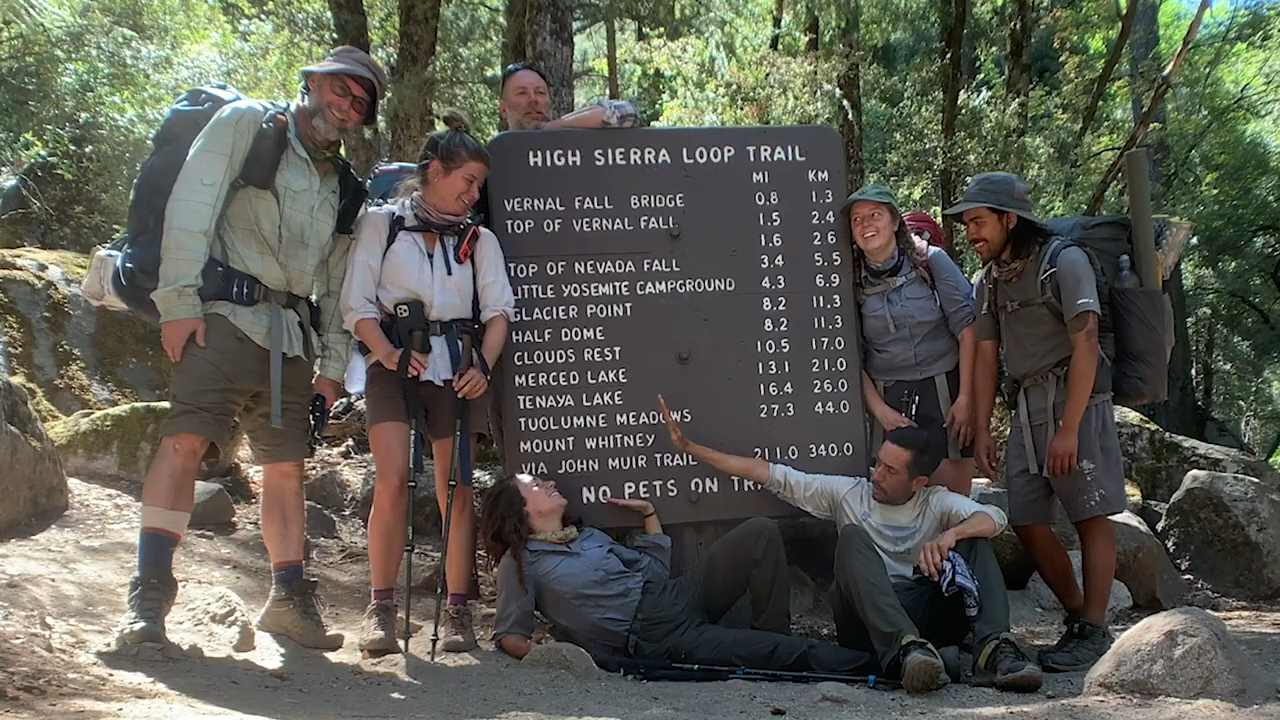 HIGH SIERRA LOOP TRAIL
MI KM
VERNAL FALL BRIDGE 0.8 1.3
TOP OF VERNAL FALL 1.5 2.4
1.6 2.6
TOP OF NEVADA FALL 3.4 5.5
LITTLE YOSEMITE CAMPGROUND 4.3 6.9
GLACIER POINT 8.2 11.3
HALF DOME 8.2 11.3
CLOUDS REST 10.5 17.0
MERCED LAKE 13.1 21.0
TENAYA LAKE 16.4 26.0
TUOLUMNE MEADOWS 27.3 44.0
MOUNT WHITNEY
VIA JOHN MUIR TRAIL 211.0 340.0
NO PETS ON